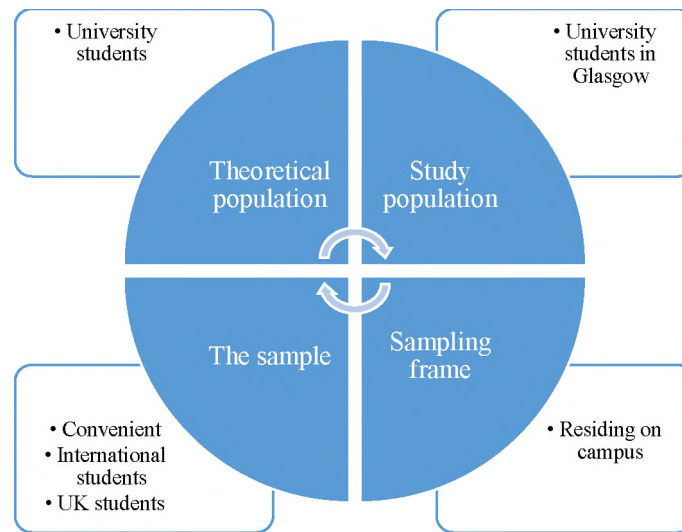 • University
students
• University
students in
Glasgow
Theoretical
population
Study
population
The sample
Sampling
frame
• Convenient
• International
students
• UK students
• Residing on
campus